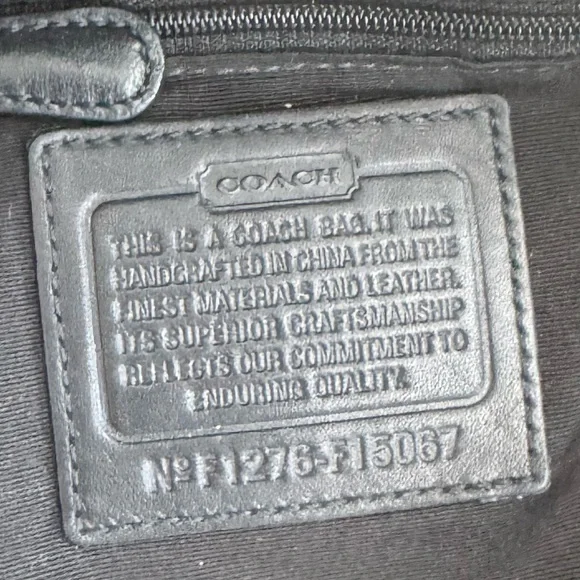 COACH
THIS IS A COACH BAG. IT WAS
HANDCRAFTED IN CHINA FROM THE
FINEST MATERIALS AND LEATHER.
ITS SUPERIOR CRAFTSMANSHIP
REFLECTS OUR COMMITMENT TO
ENDURING QUALITY.
Nº F1276-F15067